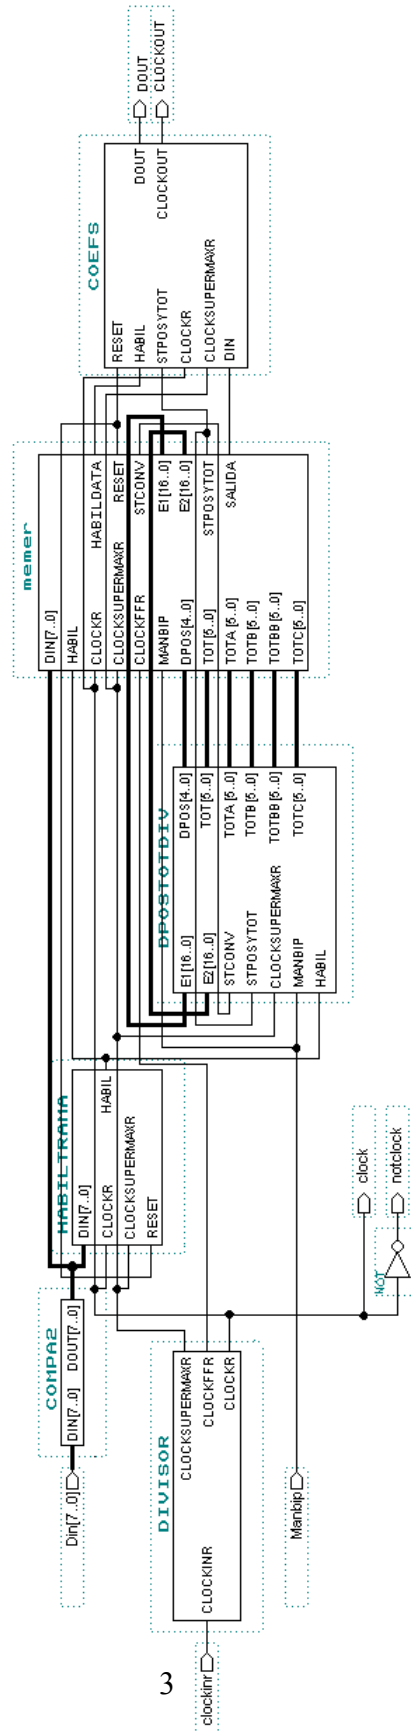 COMPA2
Din[7..0]
DIN[7..0]
DOUT[7..0]
HABILTRAMA
DIN[7..0]
CLOCKR
CLOCKSUPERMAXR
RESET
HABIL
DIVISOR
clockinr
CLOCKINR
CLOCKSUPERMAXR
CLOCKFFR
CLOCKR
Manbip
NOT
clock
notclock
DPOSTOTDIV
E1[16..0]
E2[16..0]
STCONV
STPOSYTOT
CLOCKSUPERMAXR
MANBIP
HABIL
DPOS[4..0]
TOT[5..0]
TOTA[5..0]
TOTB[5..0]
TOTBB[5..0]
TOTC[5..0]
memer
DIN[7..0]
HABIL
CLOCKR
CLOCKSUPERMAXR
CLOCKFFR
MANBIP
DPOS[4..0]
TOT[5..0]
TOTA[5..0]
TOTB[5..0]
TOTBB[5..0]
TOTC[5..0]
HABILDATA
RESET
STCONV
E1[16..0]
E2[16..0]
STPOSYTOT
SALIDA
COEFS
RESET
HABIL
STPOSYTOT
CLOCKR
CLOCKSUPERMAXR
DIN
DOUT
CLOCKOUT
DOUT
CLOCKOUT
3